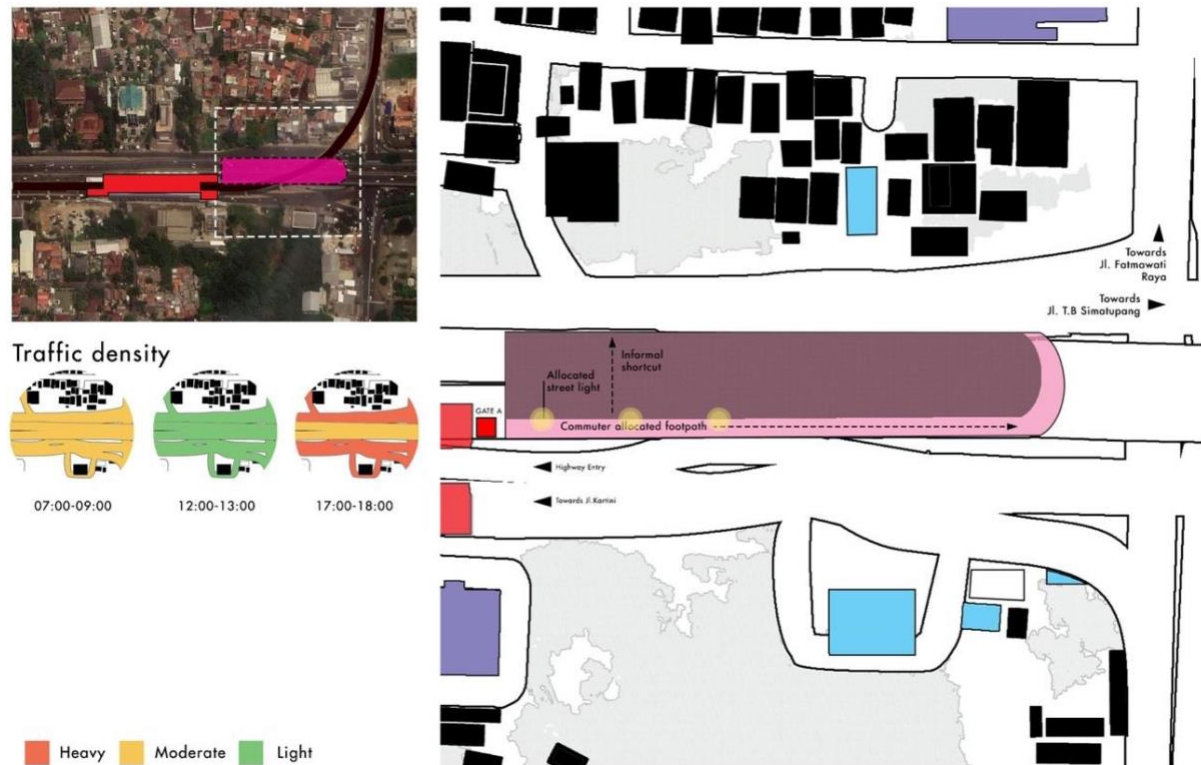 Traffic density
07:00-09:00
12:00-13:00
17:00-18:00
Heavy
Moderate
Light
Towards
Jl. Fatmawati
Raya
Towards
Jl. T.B Simatupang
Informal
shortcut
Allocated
street light
GATE A
Commuter allocated footpath
Highway Entry
Towards Jl.Kartini